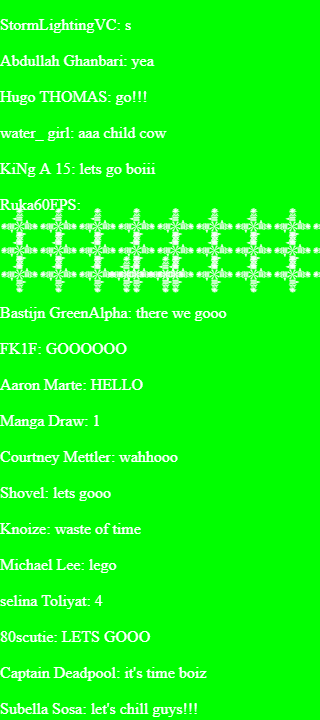 StormLightingVC: s
Abdullah Ghanbari: yea
Hugo THOMAS: go!!!
water_ girl: aaa child cow
KiNg A 15: lets go boiii
Ruka60FPS:
Bastijn GreenAlpha: there we gooo
FK1F: GOOOOOO
Aaron Marte: HELLO
Manga Draw: 1
Courtney Mettler: wahhooo
Shovel: lets gooo
Knoize: waste of time
Michael Lee: lego
selina Toliyat: 4
80scutie: LETS GOOO
Captain Deadpool: it's time boiz
Subella Sosa: let's chill guys!!!